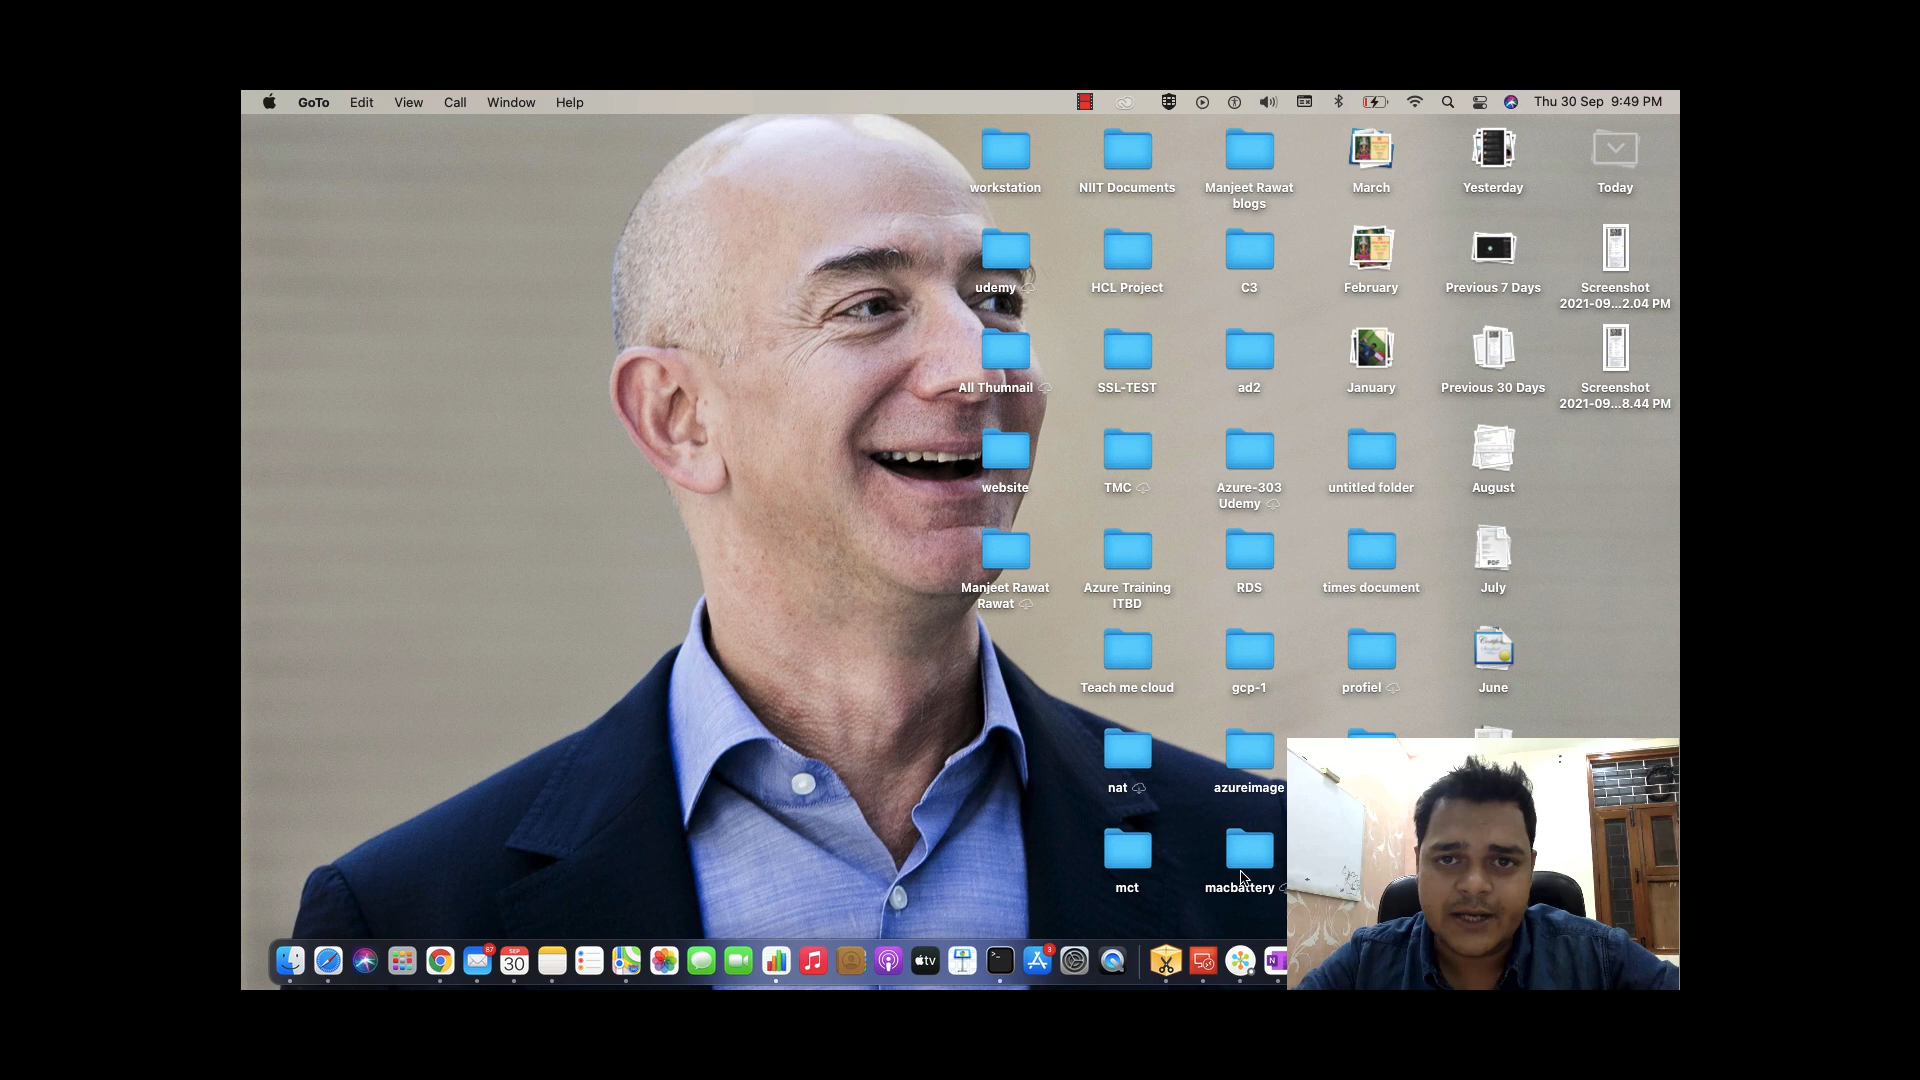 GoTo Edit View Call Window Help
Thu 30 Sep 9:49 PM
workstation
NIIT Documents
Manjeet Rawat
blogs
March
Yesterday
Today
udemy
HCL Project
C3
February
Previous 7 Days
Screenshot
2021-09...2.04 PM
All Thumnail
SSL-TEST
ad2
January
Previous 30 Days
Screenshot
2021-09...8.44 PM
website
TMC
Azure-303
Udemy
untitled folder
August
Manjeet Rawat
Rawat
Azure Training
ITBD
RDS
times document
PDF
July
Teach me cloud
gcp-1
profiel
June
nat
azureimage
mct
macbattery
87
SEP
30
tv
>_
3
N